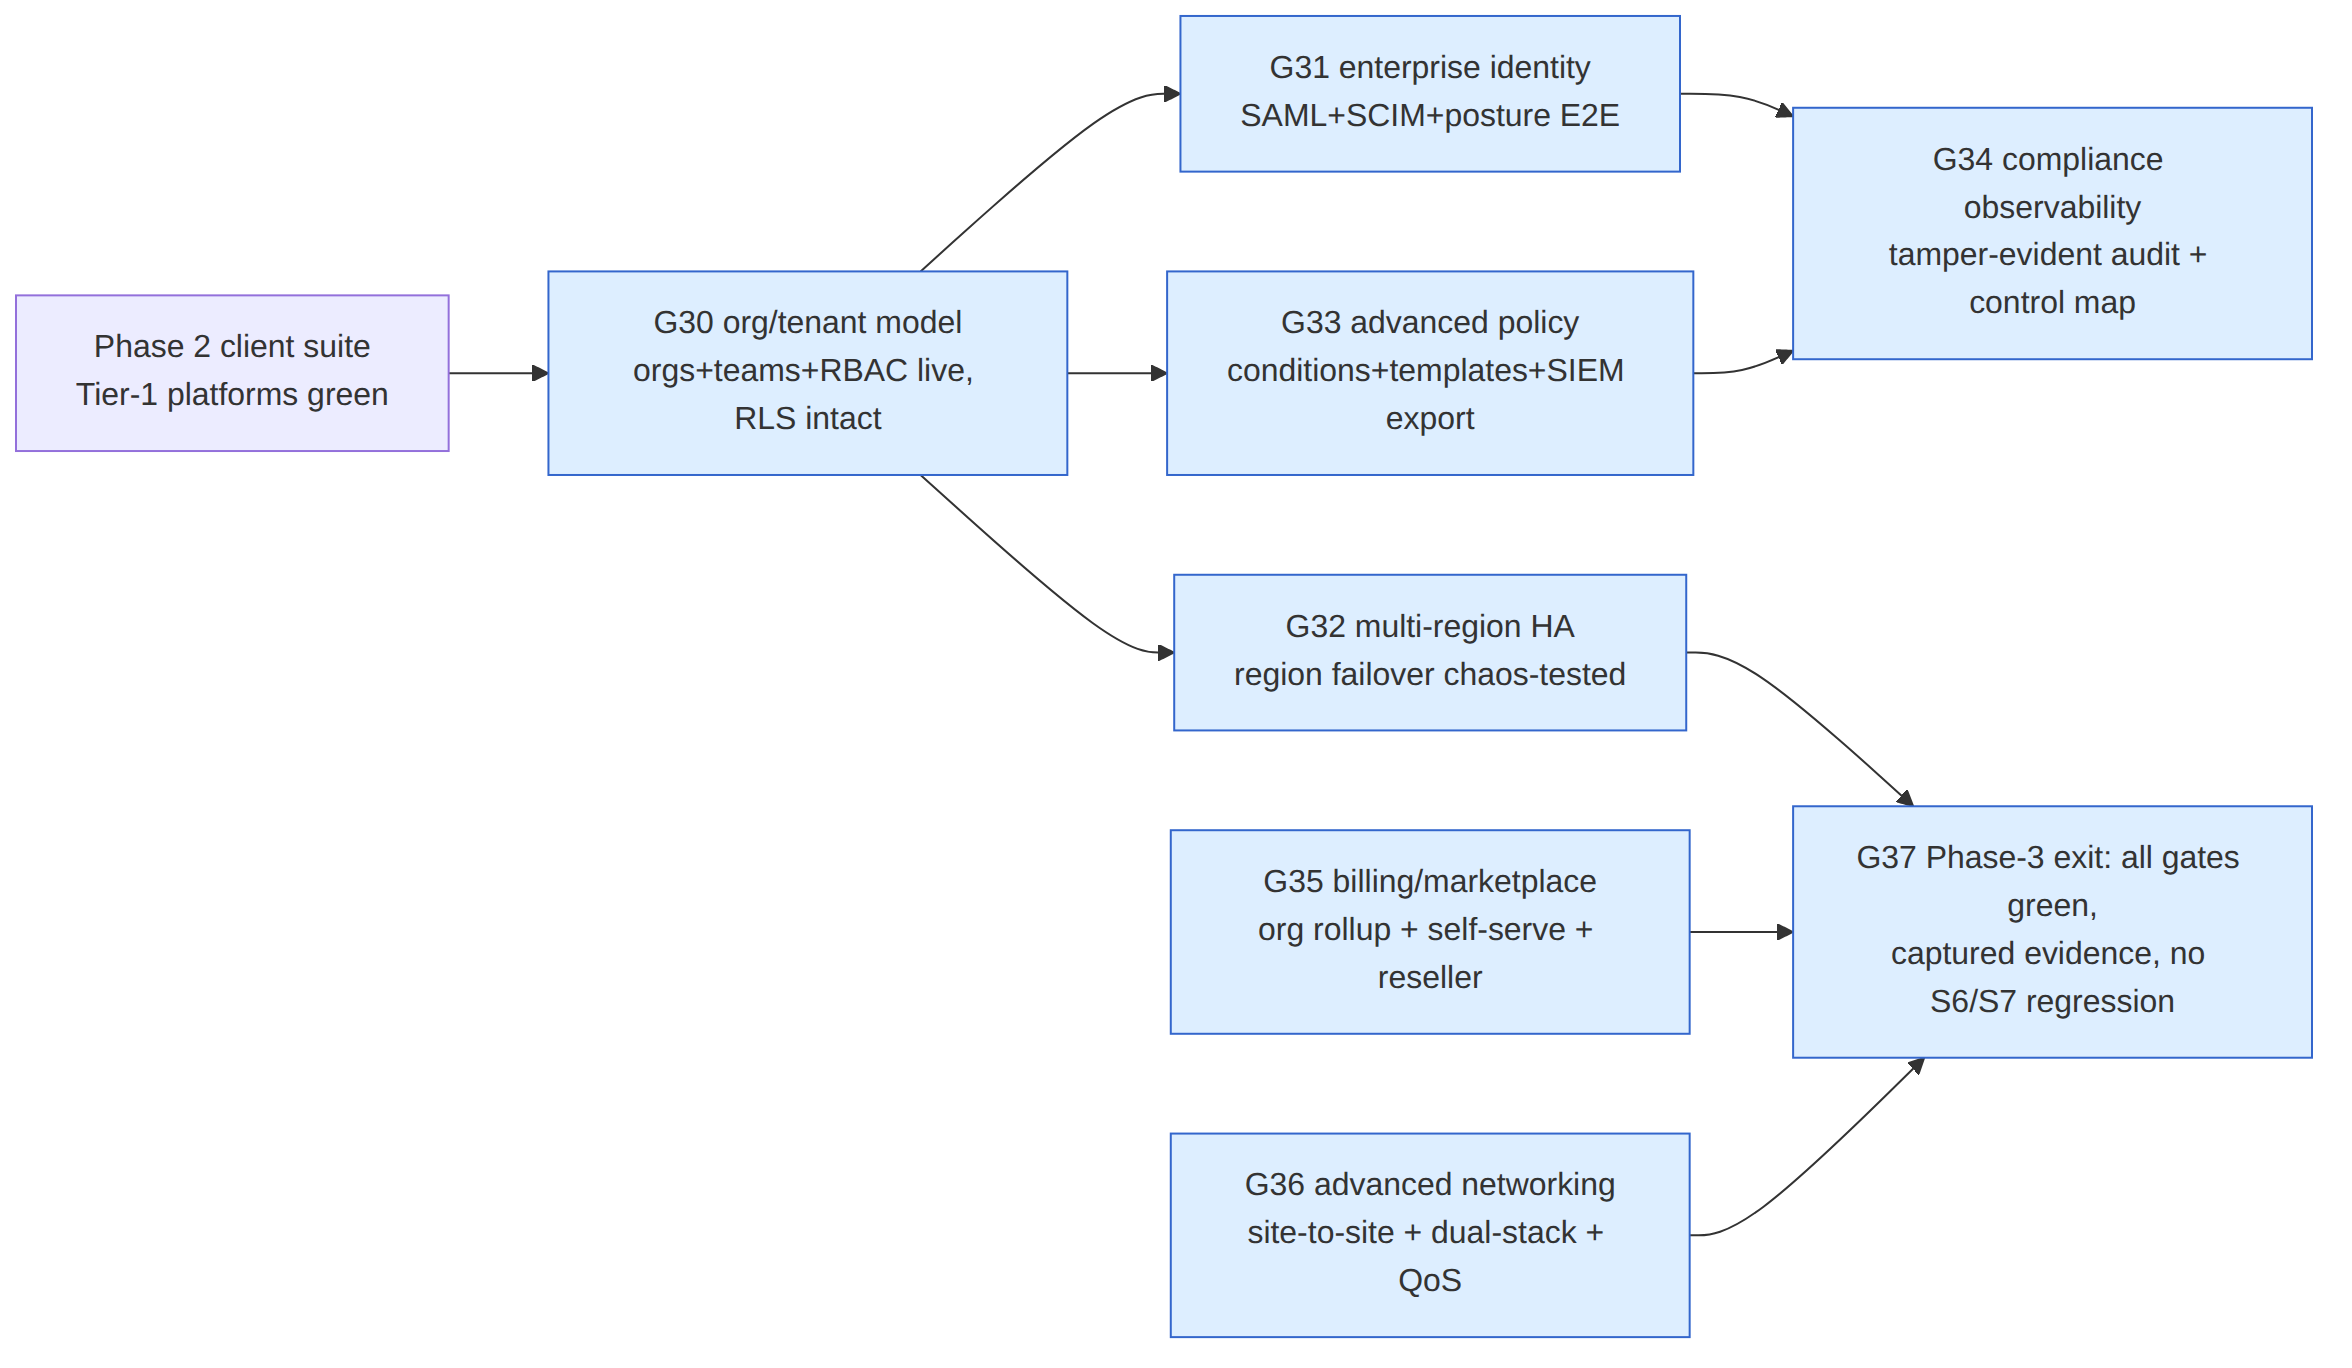 Phase 2 client suite
Tier-1 platforms green
G30 org/tenant model
orgs+teams+RBAC live,
RLS intact
G31 enterprise identity
SAML+SCIM+posture E2E
G33 advanced policy
conditions+templates+SIEM
export
G32 multi-region HA
region failover chaos-tested
G35 billing/marketplace
org rollup + self-serve +
reseller
G36 advanced networking
site-to-site + dual-stack +
QoS
G34 compliance
observability
tamper-evident audit +
control map
G37 Phase-3 exit: all gates
green,
captured evidence, no
S6/S7 regression